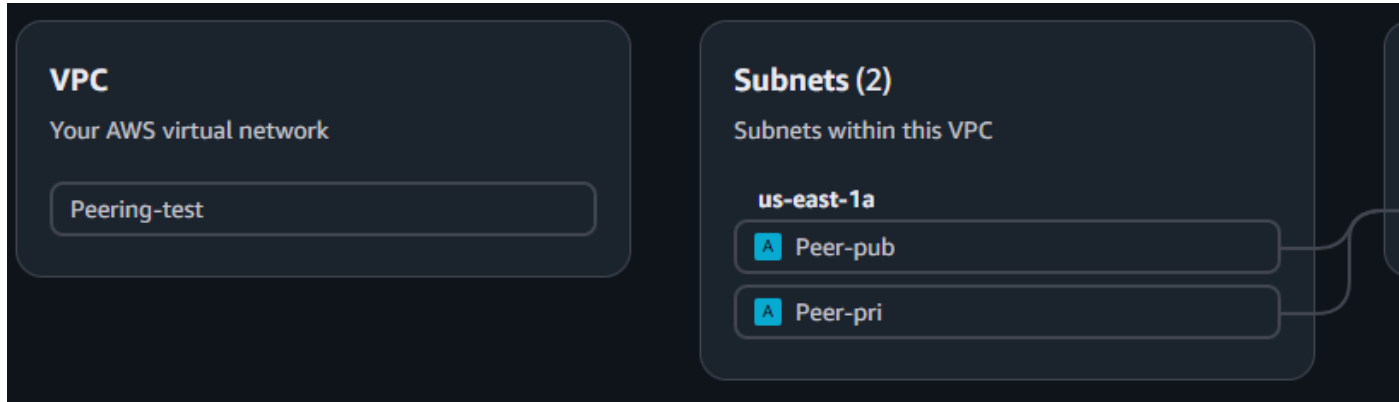 VPC
Your AWS virtual network
Peering-test
Subnets (2)
Subnets within this VPC
us-east-1a
A Peer-pub
A Peer-pri